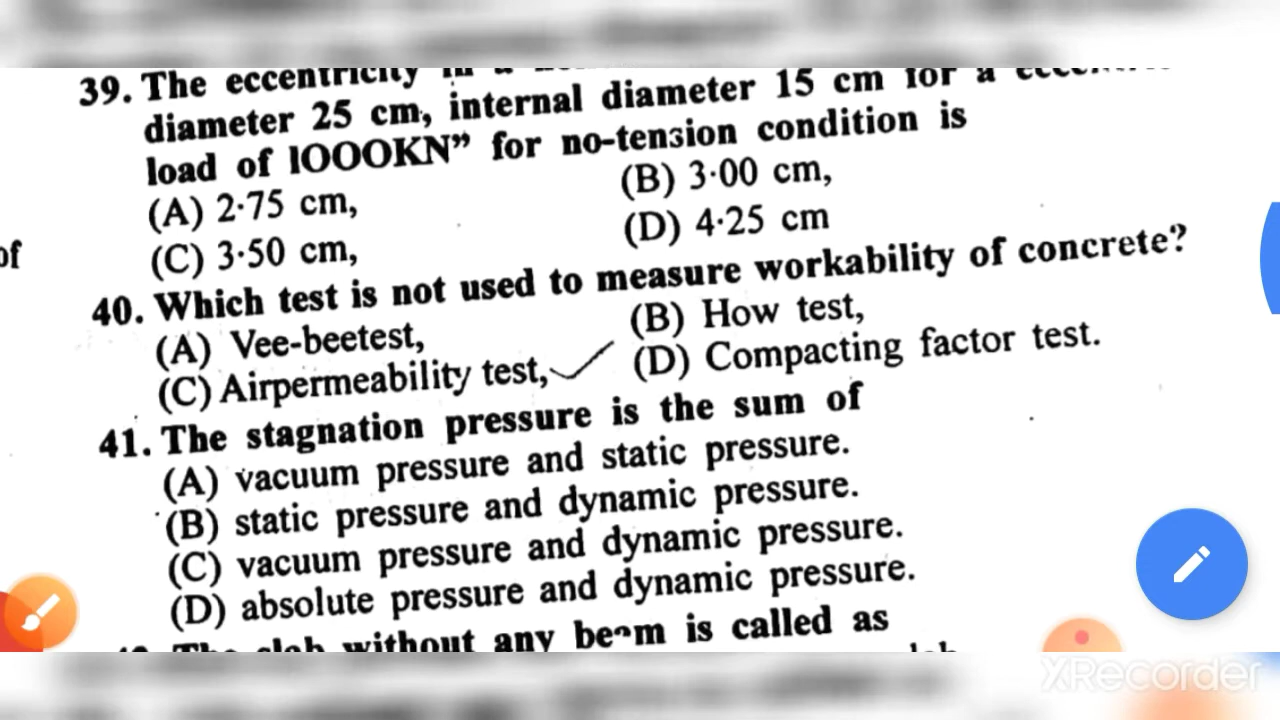 39. The eccentricity in a
diameter 25 cm, internal diameter 15 cm for a
load of lOOOKN” for no-tension condition is
(A) 2·75 cm, (B) 3·00 cm,
(C) 3·50 cm, (D) 4·25 cm
of
40. Which test is not used to measure workability of concrete?
(A) Vee-beetest, (B) How test,
(C) Airpermeability test, (D) Compacting factor test.
41. The stagnation pressure is the sum of
(A) vacuum pressure and static pressure.
(B) static pressure and dynamic pressure.
(C) vacuum pressure and dynamic pressure.
(D) absolute pressure and dynamic pressure.
The slab without any beam is called as
XRecorder